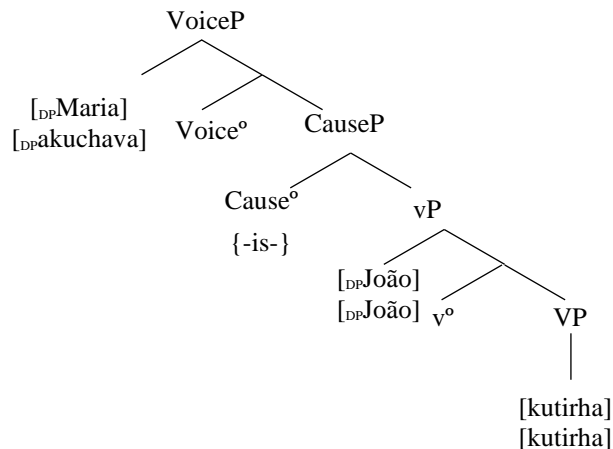 VoiceP
[DPMaria]
[DPakuchava]
Voiceº
CauseP
Causeº
{-is-}
vP
[DPJoão]
[DPJoão]
vº
VP
[kutirha]
[kutirha]